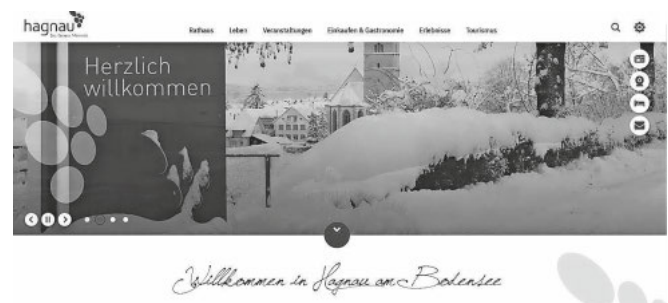 hagnau
Rathaus Leben Veranstaltungen Einkaufen & Gastronomie Erlebnisse Tourismus
Herzlich
willkommen
Willkommen in Hagnau am Bodensee